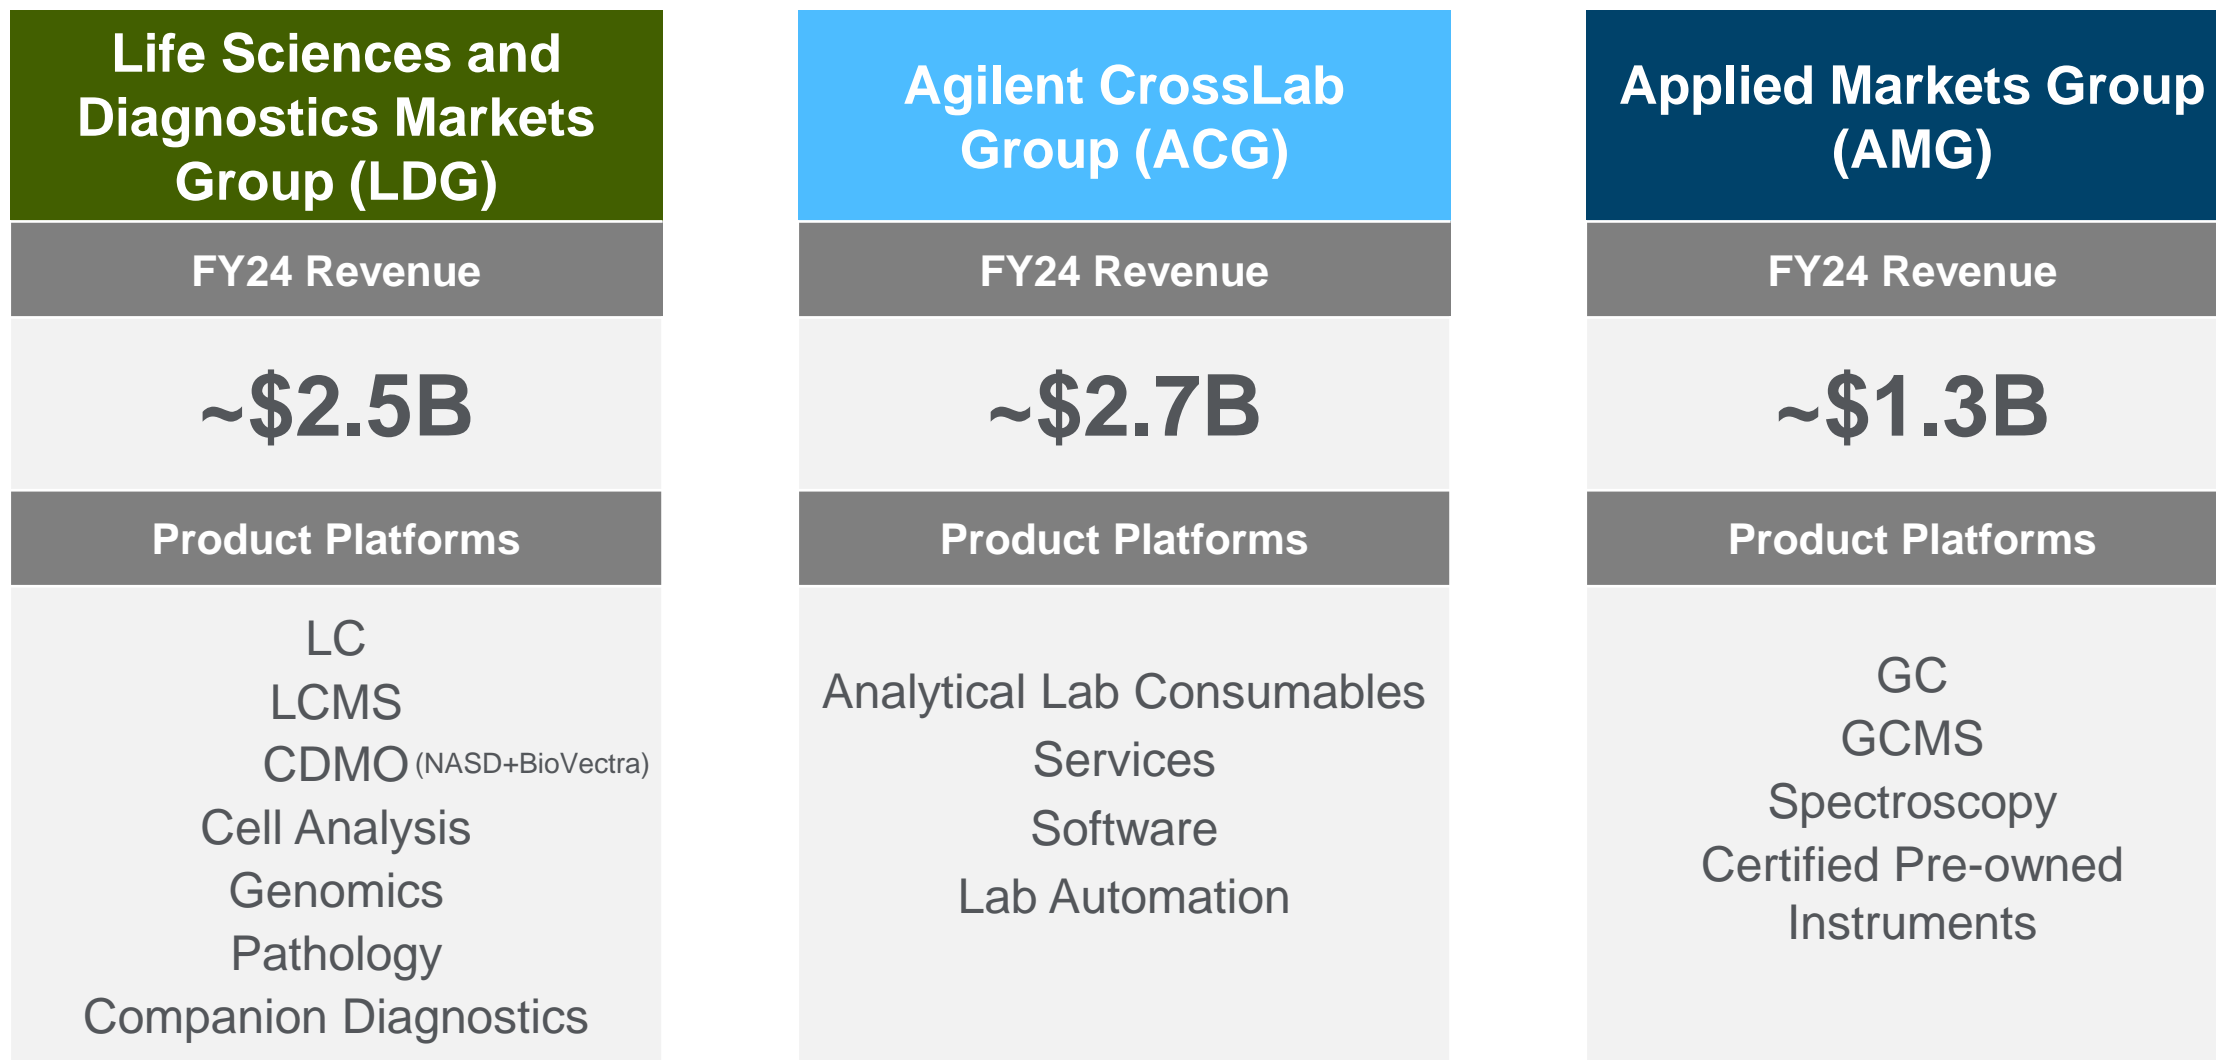 Life Sciences and
Diagnostics Markets
Group (LDG)
FY24 Revenue
~$2.5B
Product Platforms
LC
LCMS
CDMO (NASD+BioVectra)
Cell Analysis
Genomics
Pathology
Companion Diagnostics
Agilent CrossLab
Group (ACG)
FY24 Revenue
~$2.7B
Product Platforms
Analytical Lab Consumables
Services
Software
Lab Automation
Applied Markets Group
(AMG)
FY24 Revenue
~$1.3B
Product Platforms
GC
GCMS
Spectroscopy
Certified Pre-owned
Instruments